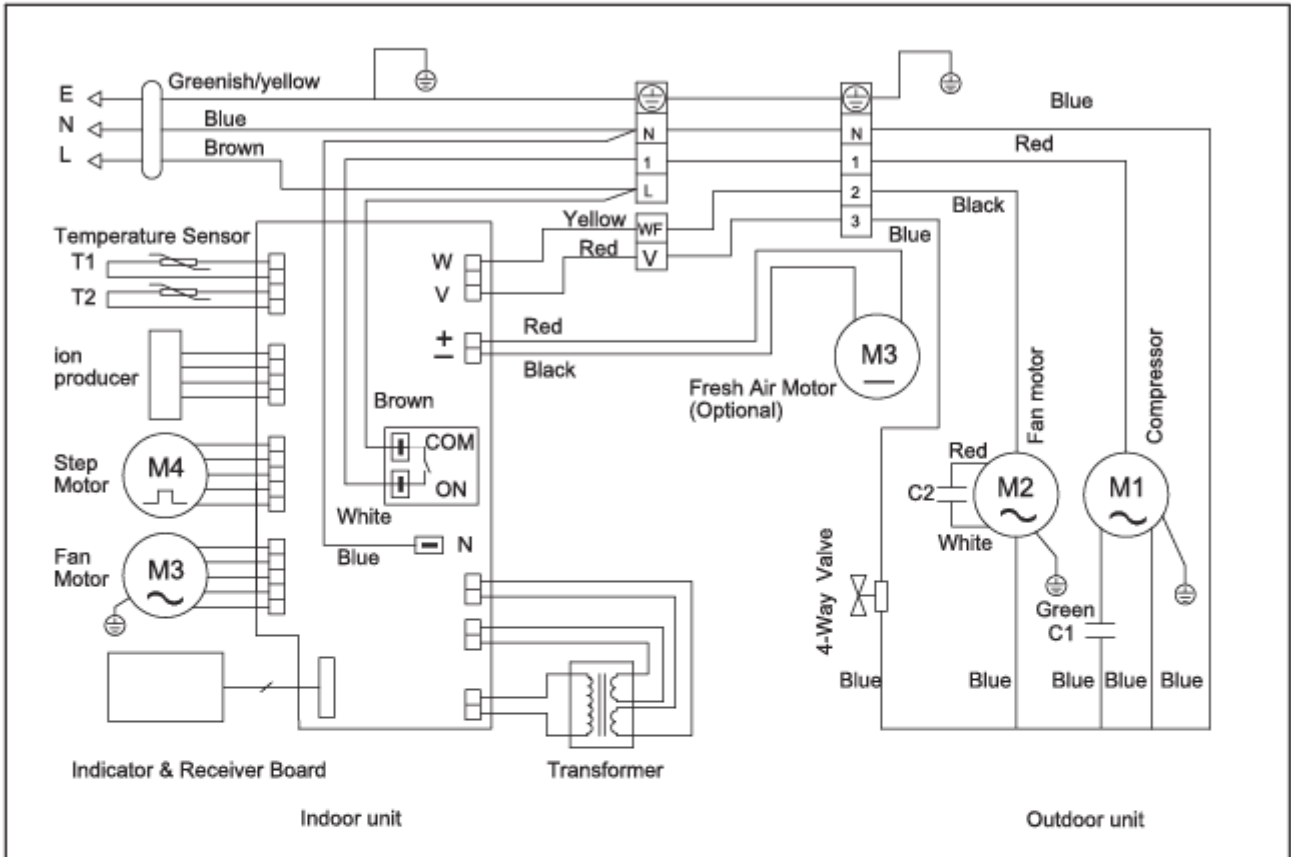 E
Greenish/yellow
N
Blue
L
Brown
N
1
L
WF
V
N
1
2
3
Blue
Red
Black
Blue
Yellow
Red
Temperature Sensor
T1
T2
W
V
+
–
Red
Black
ion
producer
Brown
COM
ON
White
Blue
N
Step
Motor
M4
Fan
Motor
M3
M3
Fresh Air Motor
(Optional)
Fan motor
Compressor
Red
C2
White
M2
M1
4-Way Valve
Green
C1
Blue
Blue
Blue
Blue
Blue
Indicator & Receiver Board
Transformer
Indoor unit
Outdoor unit